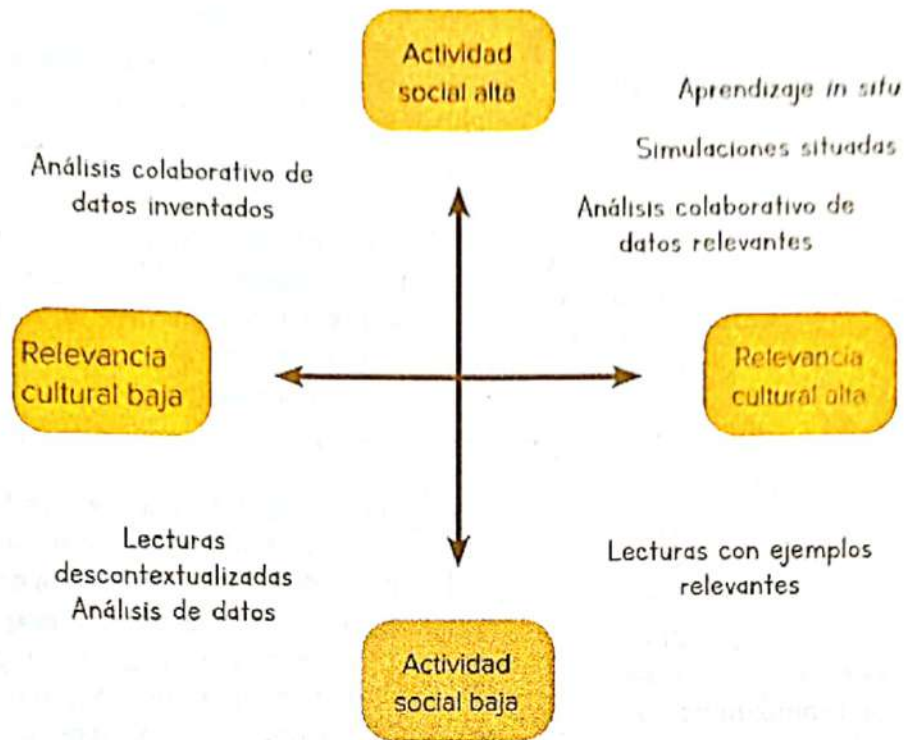 Actividad
social alta
Aprendizaje in situ
Simulaciones situadas
Análisis colaborativo de
datos inventados
Análisis colaborativo de
datos relevantes
Relevancia
cultural baja
Relevancia
cultural alta
Lecturas
descontextualizadas
Análisis de datos
Lecturas con ejemplos
relevantes
Actividad
social baja